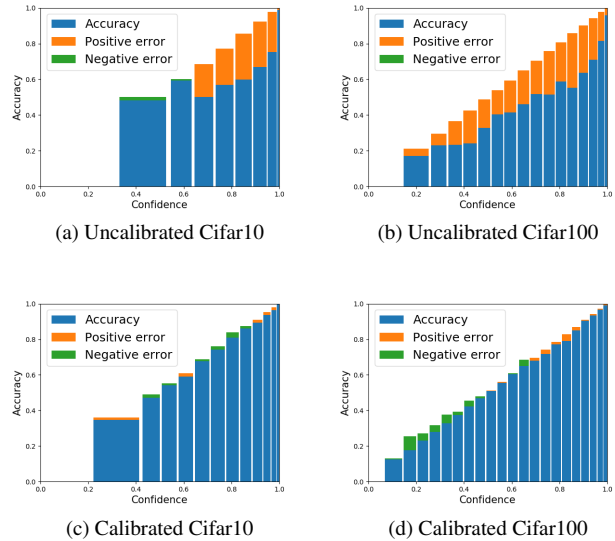 1.0
0.8
0.6
0.4
0.2
0.0
Accuracy
Accuracy
Positive error
Negative error
0.0 0.2 0.4 0.6 0.8 1.0
Confidence
(a) Uncalibrated Cifar10
1.0
0.8
0.6
0.4
0.2
0.0
Accuracy
Accuracy
Positive error
Negative error
0.0 0.2 0.4 0.6 0.8 1.0
Confidence
(b) Uncalibrated Cifar100
1.0
0.8
0.6
0.4
0.2
0.0
Accuracy
Accuracy
Positive error
Negative error
0.0 0.2 0.4 0.6 0.8 1.0
Confidence
(c) Calibrated Cifar10
1.0
0.8
0.6
0.4
0.2
0.0
Accuracy
Accuracy
Positive error
Negative error
0.0 0.2 0.4 0.6 0.8 1.0
Confidence
(d) Calibrated Cifar100